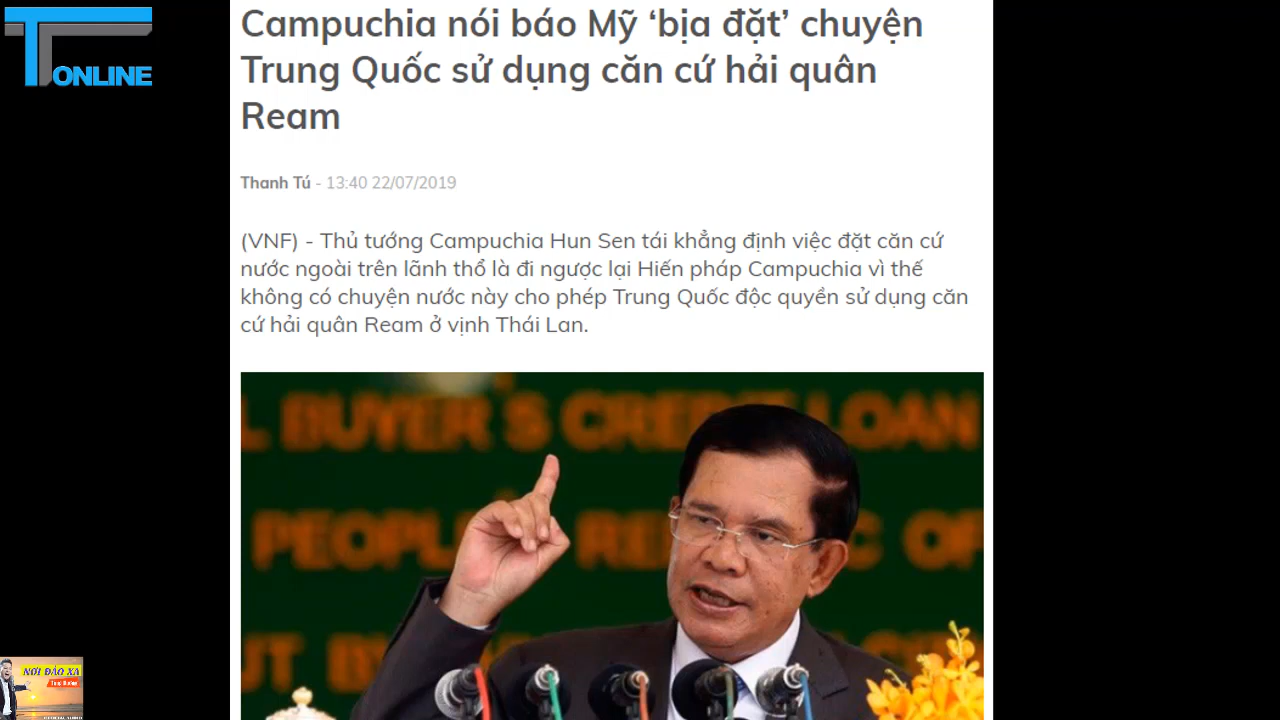 T ONLINE
Campuchia nói báo Mỹ ‘bịa đặt’ chuyện
Trung Quốc sử dụng căn cứ hải quân
Ream
Thanh Tú - 13:40 22/07/2019
(VNF) - Thủ tướng Campuchia Hun Sen tái khẳng định việc đặt căn cứ
nước ngoài trên lãnh thổ là đi ngược lại Hiến pháp Campuchia vì thế
không có chuyện nước này cho phép Trung Quốc độc quyền sử dụng căn
cứ hải quân Ream ở vịnh Thái Lan.
L BUYER'S CREDIT LOAN
PEOPL
OF
NƠI ĐẢO XA